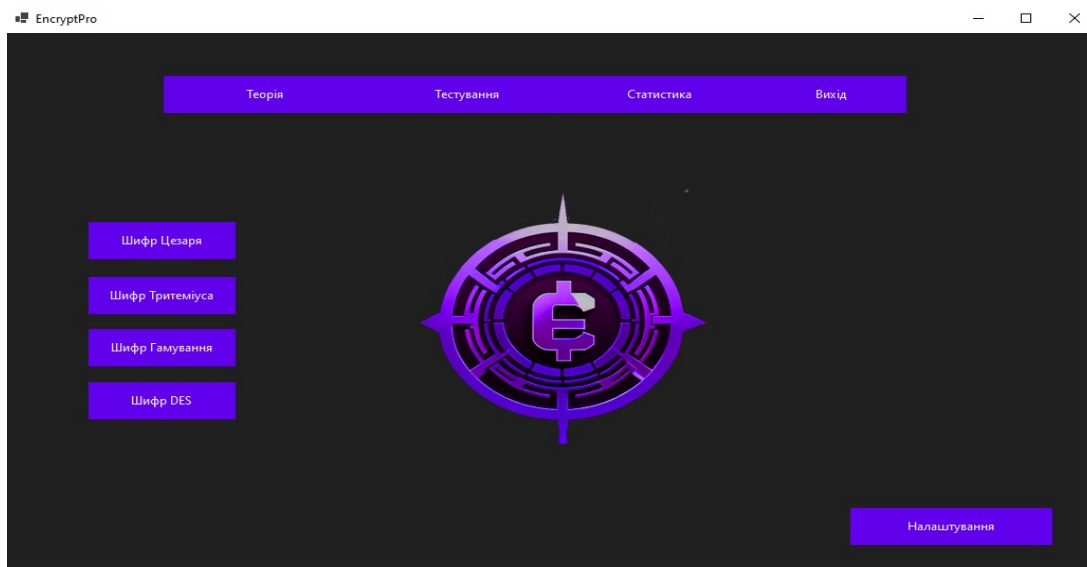 EncryptPro
Теорія Тестування Статистика Вихід
Шифр Цезаря
Шифр Тритеміуса
Шифр Гамування
Шифр DES
Налаштування